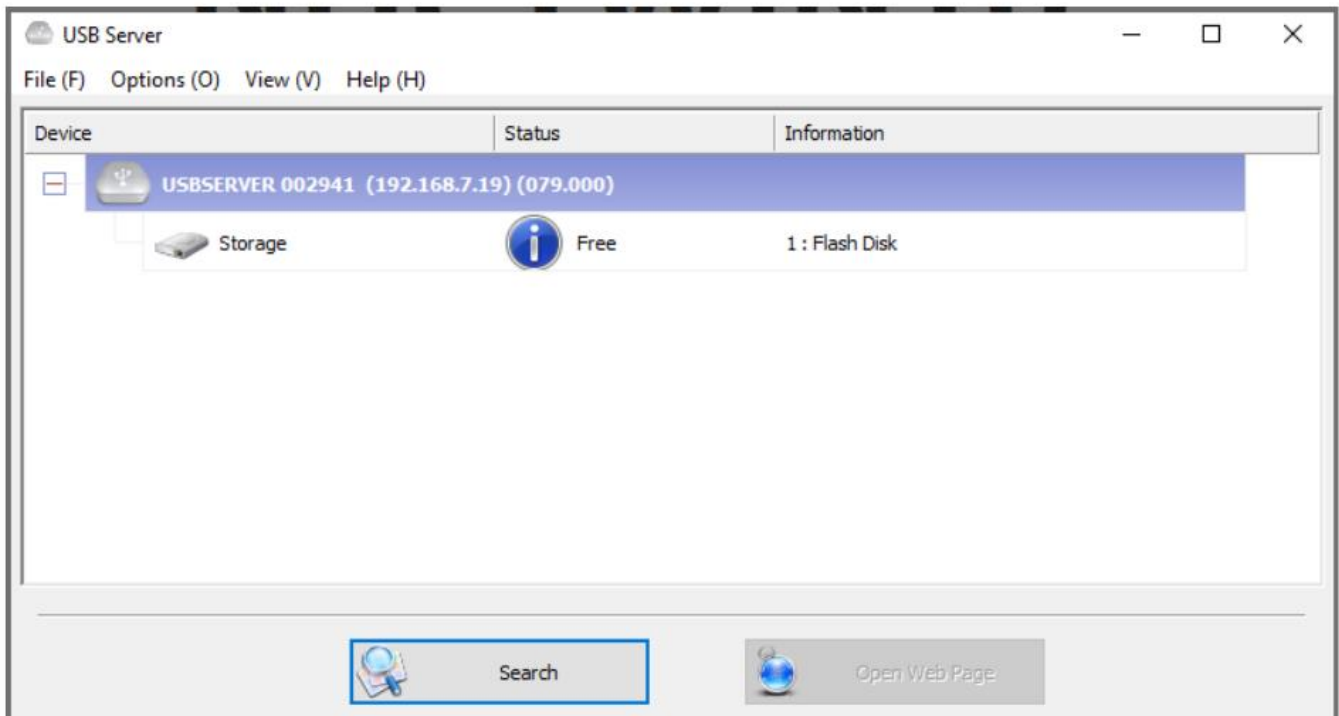 USB Server
File (F) Options (O) View (V) Help (H)
Device Status Information
USBSERVER 002941 (192.168.7.19) (079.000)
Storage Free 1 : Flash Disk
Search Open Web Page